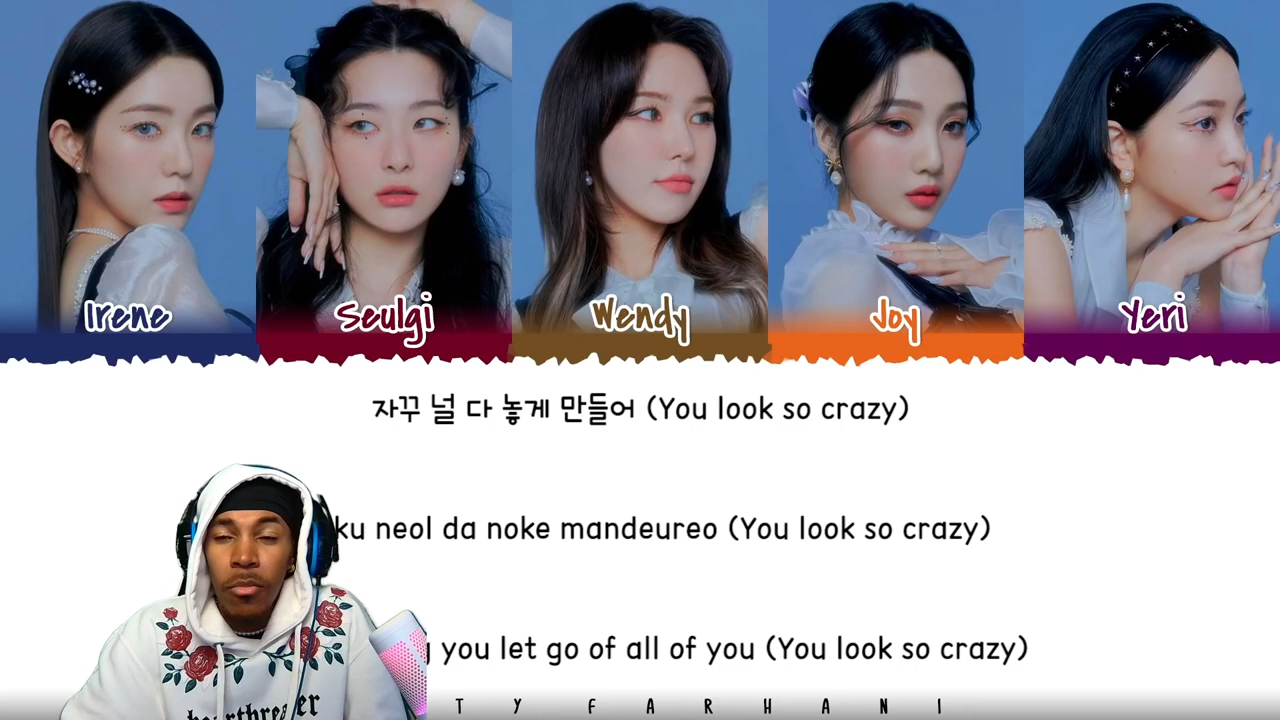 Irene Seulgi Wendy Joy Yeri
자꾸 널 다 놓게 만들어 (You look so crazy)
ku neol da noke mandeureo (You look so crazy)
you let go of all of you (You look so crazy)
TY FARHANI